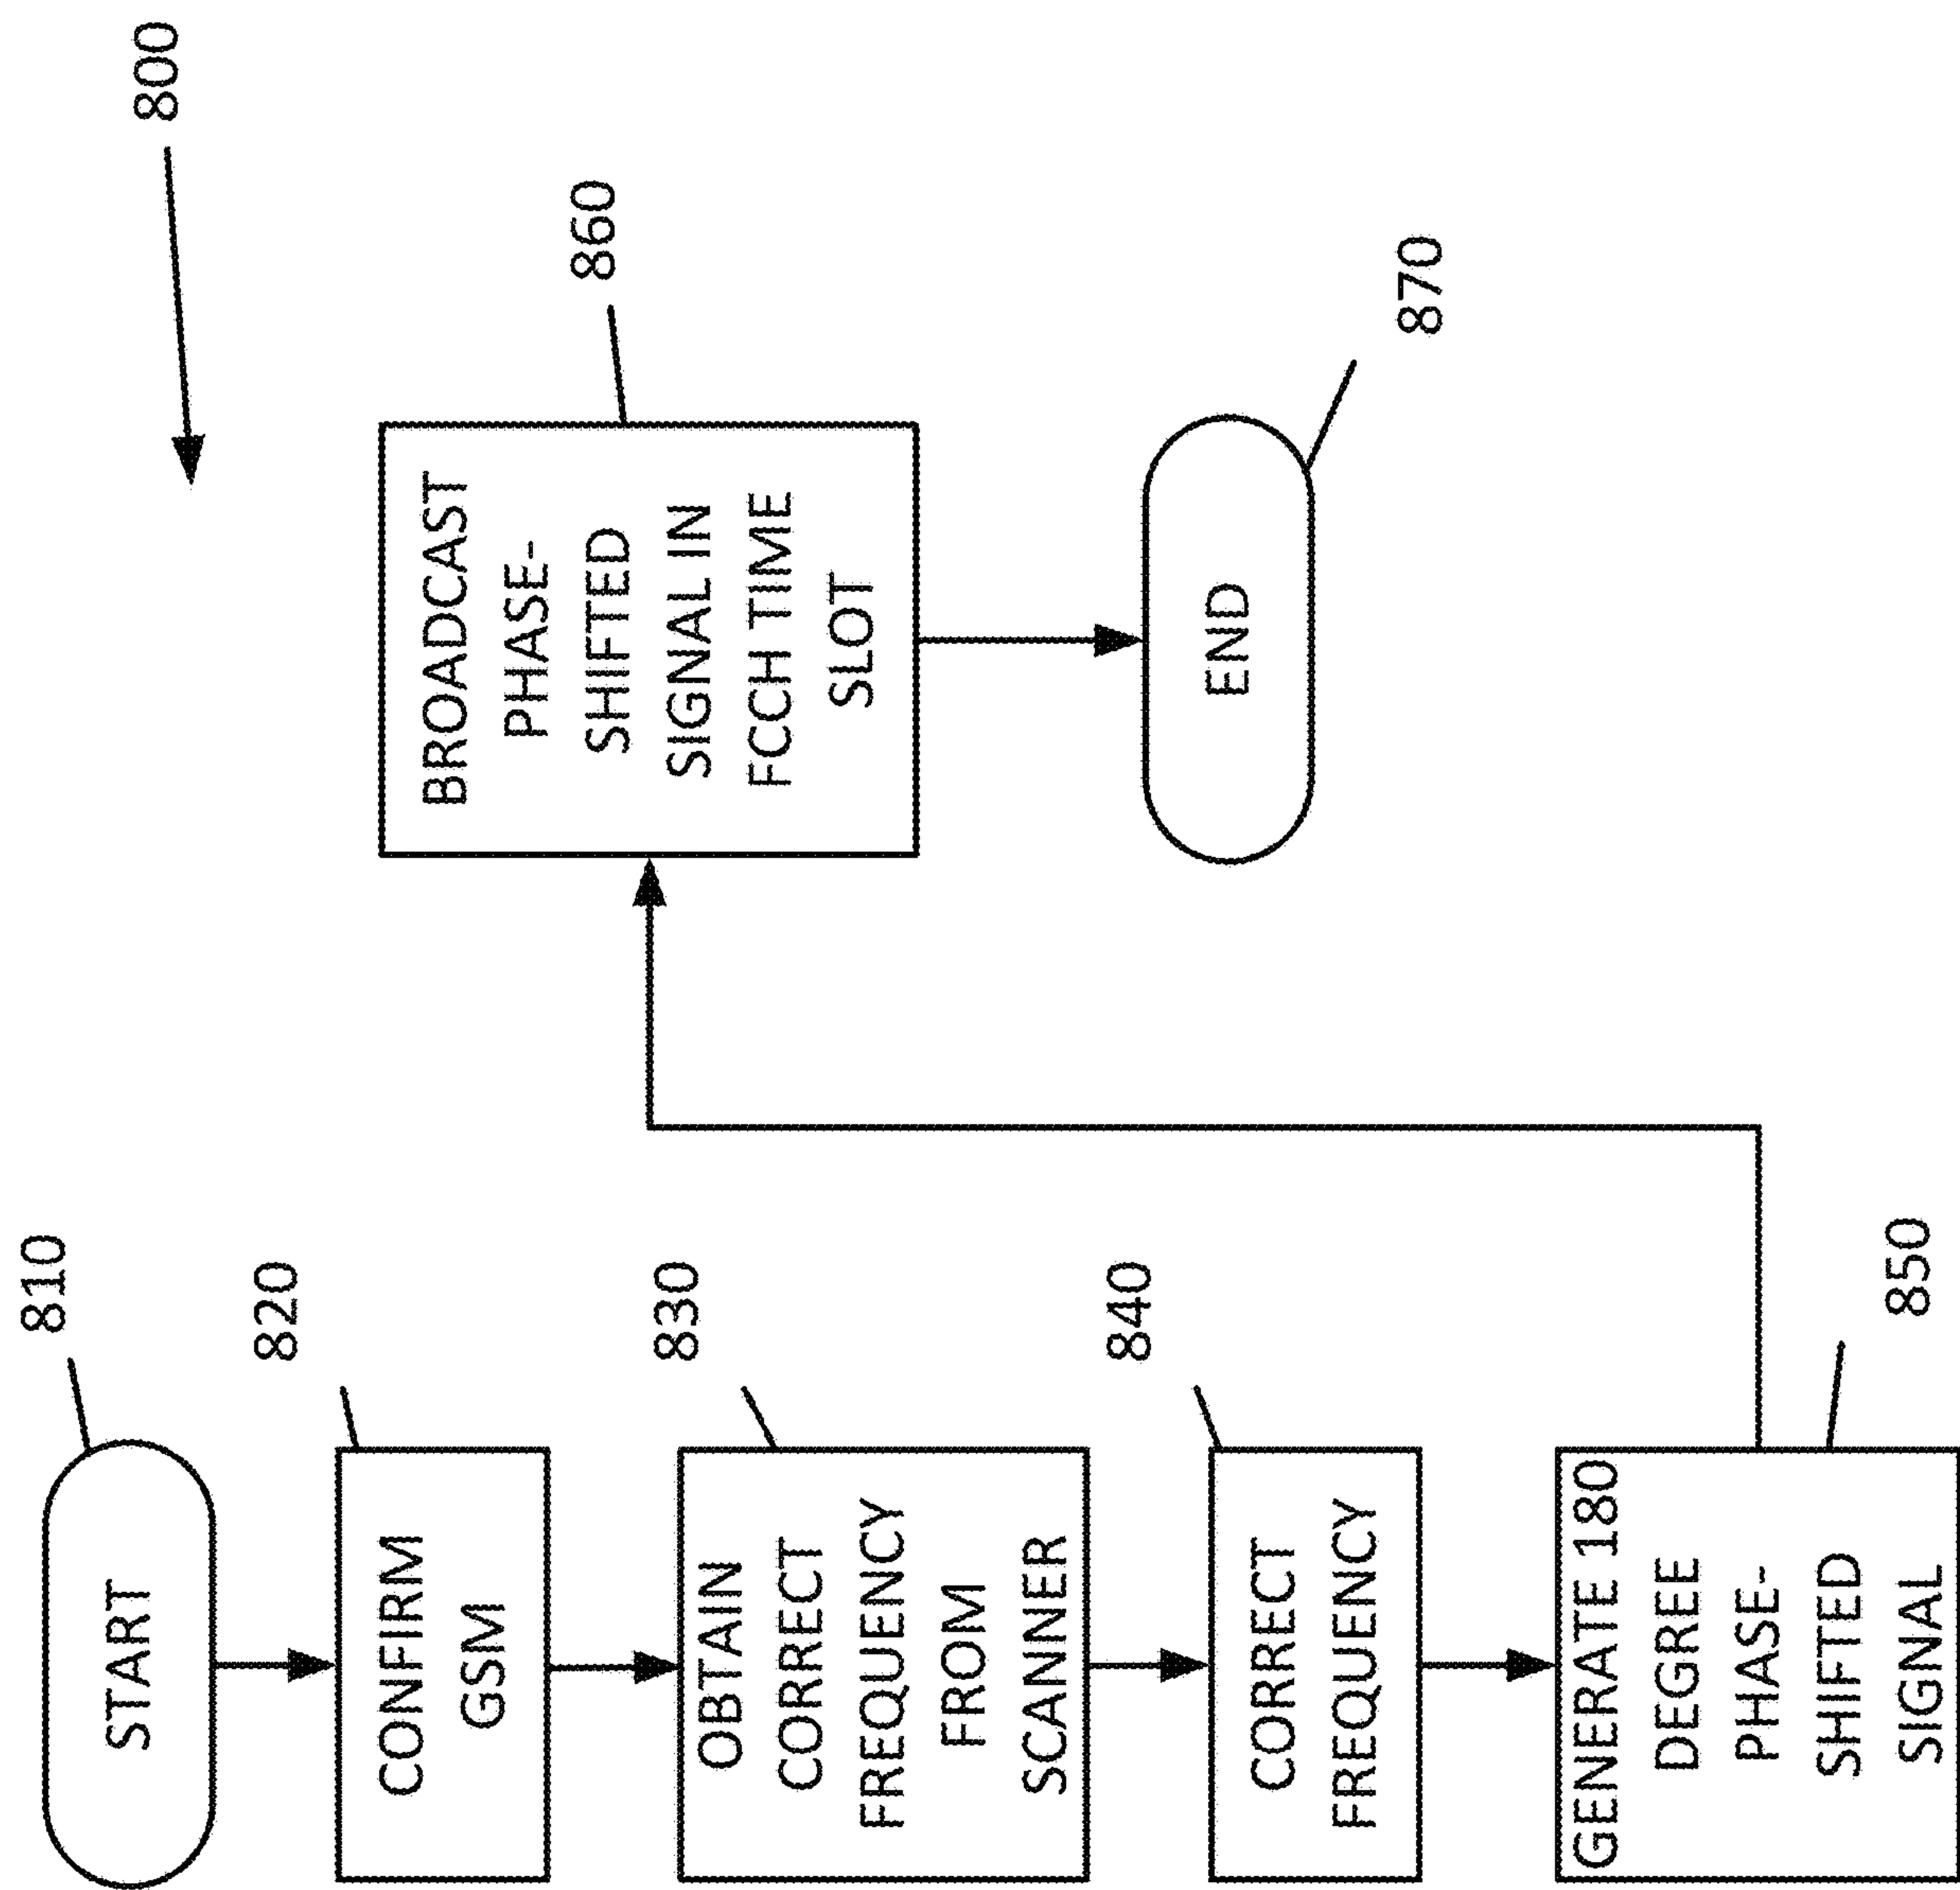 800
810
START
820
CONFIRM
GSM
830
OBTAIN
CORRECT
FREQUENCY
FROM
SCANNER
840
CORRECT
FREQUENCY
850
GENERATE 180
DEGREE
PHASE-
SHIFTED
SIGNAL
860
BROADCAST
PHASE-
SHIFTED
SIGNAL IN
FCCH TIME
SLOT
870
END